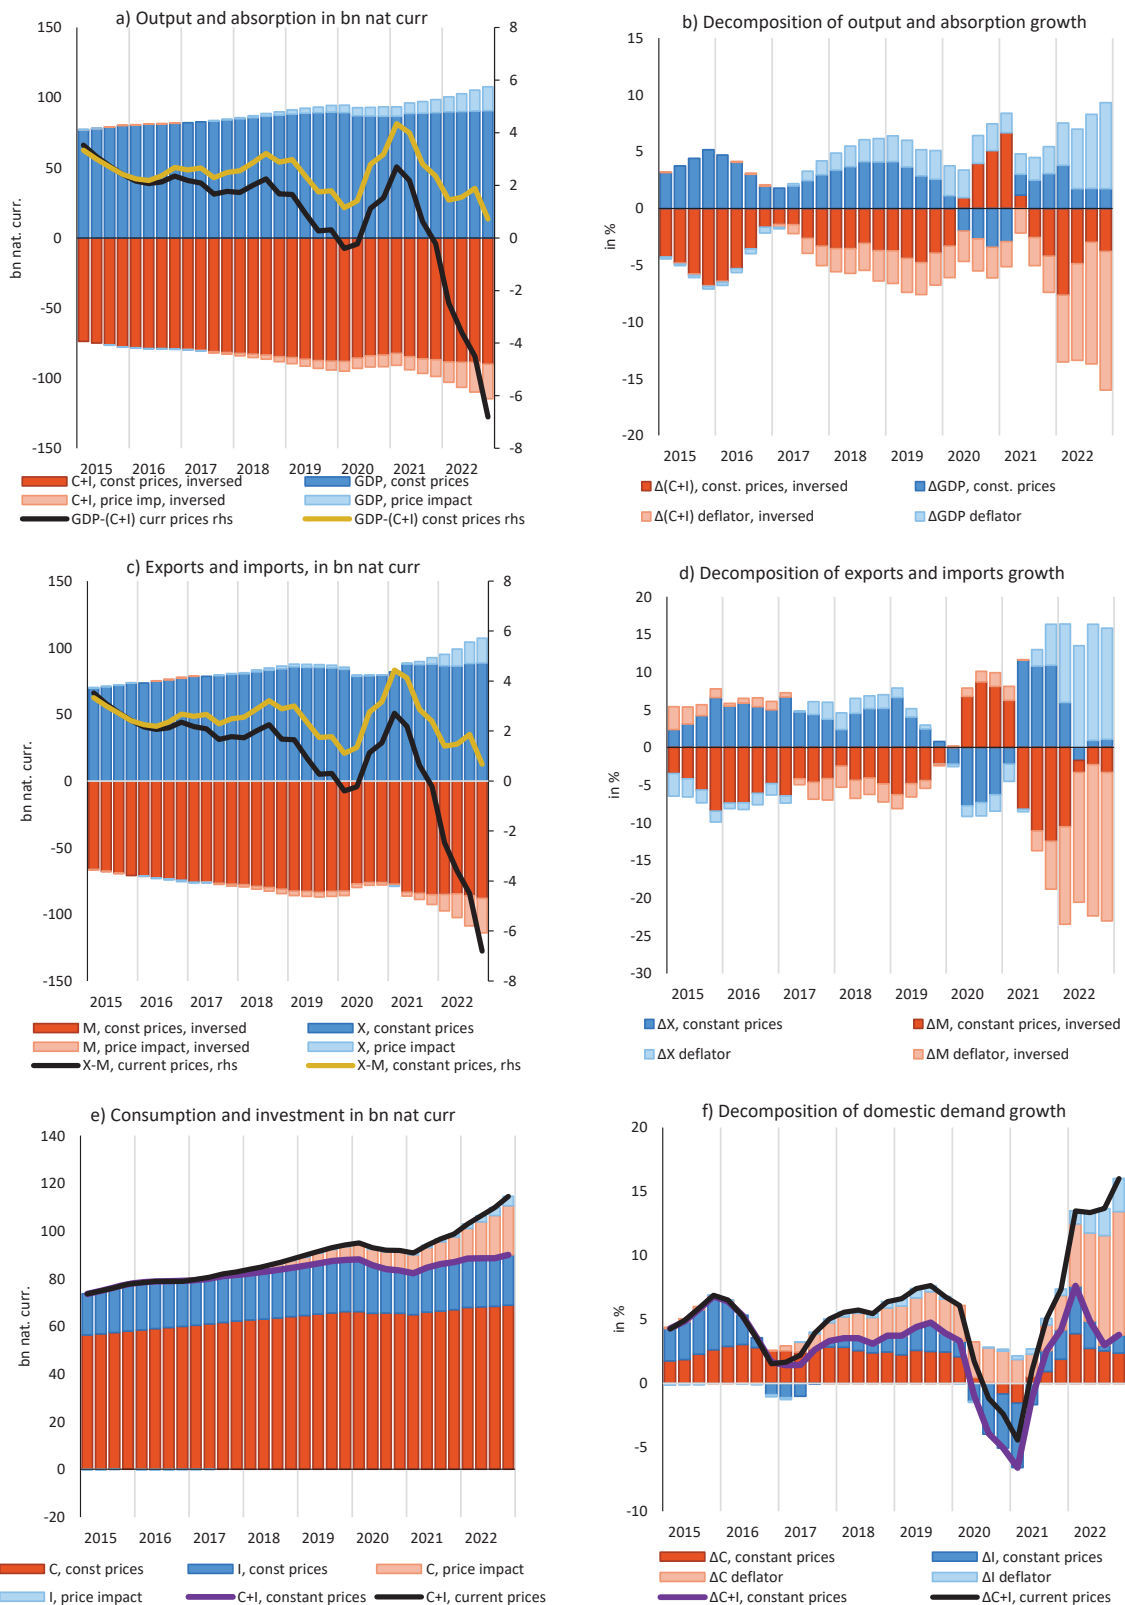 a) Output and absorption in bn nat curr
150
100
50
0
-50
-100
-150
8
6
4
2
0
-2
-4
-6
-8
bn nat. curr.
2015 2016 2017 2018 2019 2020 2021 2022
C+I, const prices, inversed
GDP, const prices
C+I, price imp, inversed
GDP, price impact
GDP-(C+I) curr prices rhs
GDP-(C+I) const prices rhs
b) Decomposition of output and absorption growth
15
10
5
0
-5
-10
-15
-20
in %
2015 2016 2017 2018 2019 2020 2021 2022
Δ(C+I), const. prices, inversed
ΔGDP, const. prices
Δ(C+I) deflator, inversed
ΔGDP deflator
c) Exports and imports, in bn nat curr
150
100
50
0
-50
-100
-150
8
6
4
2
0
-2
-4
-6
-8
bn nat. curr.
2015 2016 2017 2018 2019 2020 2021 2022
M, const prices, inversed
X, constant prices
M, price impact, inversed
X, price impact
X-M, current prices, rhs
X-M, constant prices, rhs
d) Decomposition of exports and imports growth
20
15
10
5
0
-5
-10
-15
-20
-25
-30
in %
2015 2016 2017 2018 2019 2020 2021 2022
ΔX, constant prices
ΔM, constant prices, inversed
ΔX deflator
ΔM deflator, inversed
e) Consumption and investment in bn nat curr
140
120
100
80
60
40
20
0
-20
bn nat. curr.
2015 2016 2017 2018 2019 2020 2021 2022
C, const prices
I, const prices
C, price impact
I, price impact
C+I, constant prices
C+I, current prices
f) Decomposition of domestic demand growth
20
15
10
5
0
-5
-10
in %
2015 2016 2017 2018 2019 2020 2021 2022
ΔC, constant prices
ΔI, constant prices
ΔC deflator
ΔI deflator
ΔC+I, constant prices
ΔC+I, current prices